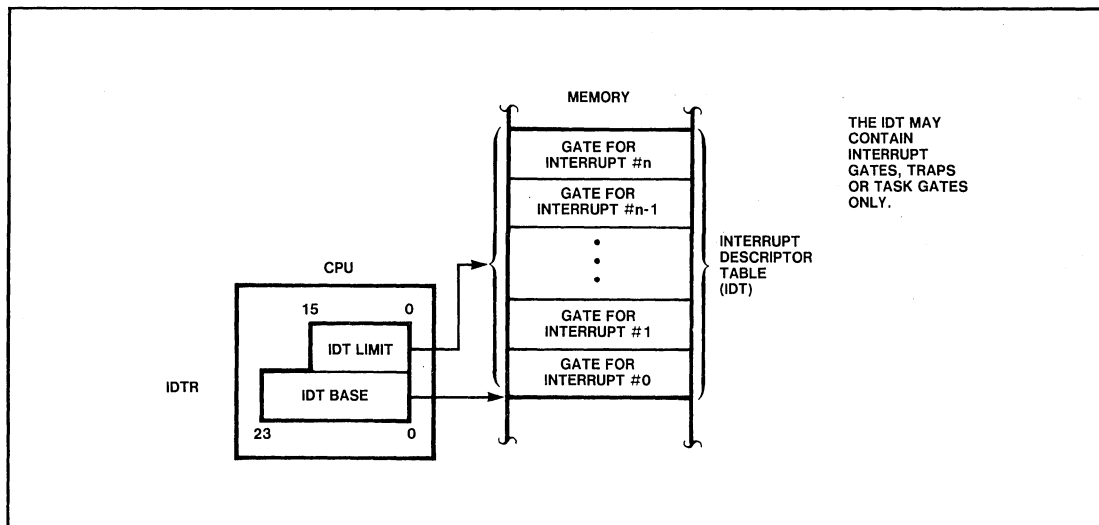 MEMORY
GATE FOR
INTERRUPT #n
GATE FOR
INTERRUPT #n-1
GATE FOR
INTERRUPT #1
GATE FOR
INTERRUPT #0
THE IDT MAY
CONTAIN
INTERRUPT
GATES, TRAPS
OR TASK GATES
ONLY.
INTERRUPT
DESCRIPTOR
TABLE
(IDT)
CPU
15 0
IDT LIMIT
IDTR
IDT BASE
23 0